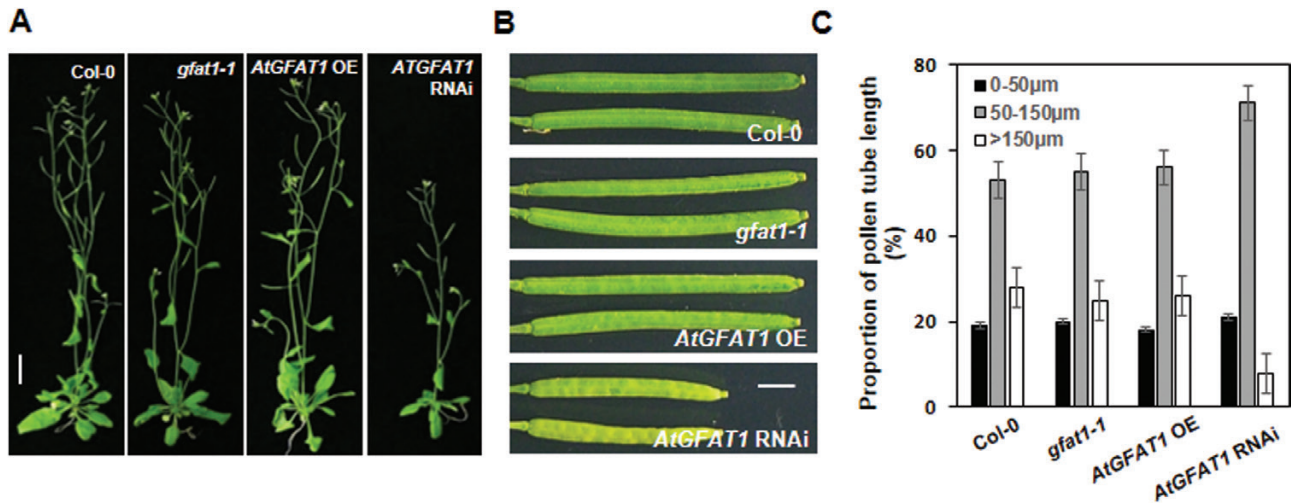 A
Col-0
gfat1-1
AtGFAT1 OE
ATGFAT1
RNAi
B
Col-0
gfat1-1
AtGFAT1 OE
AtGFAT1 RNAi
C
Proportion of pollen tube length
(%)
80
60
40
20
0
0-50µm
50-150µm
>150µm
Col-0
gfat1-1
AtGFAT1 OE
AtGFAT1 RNAi